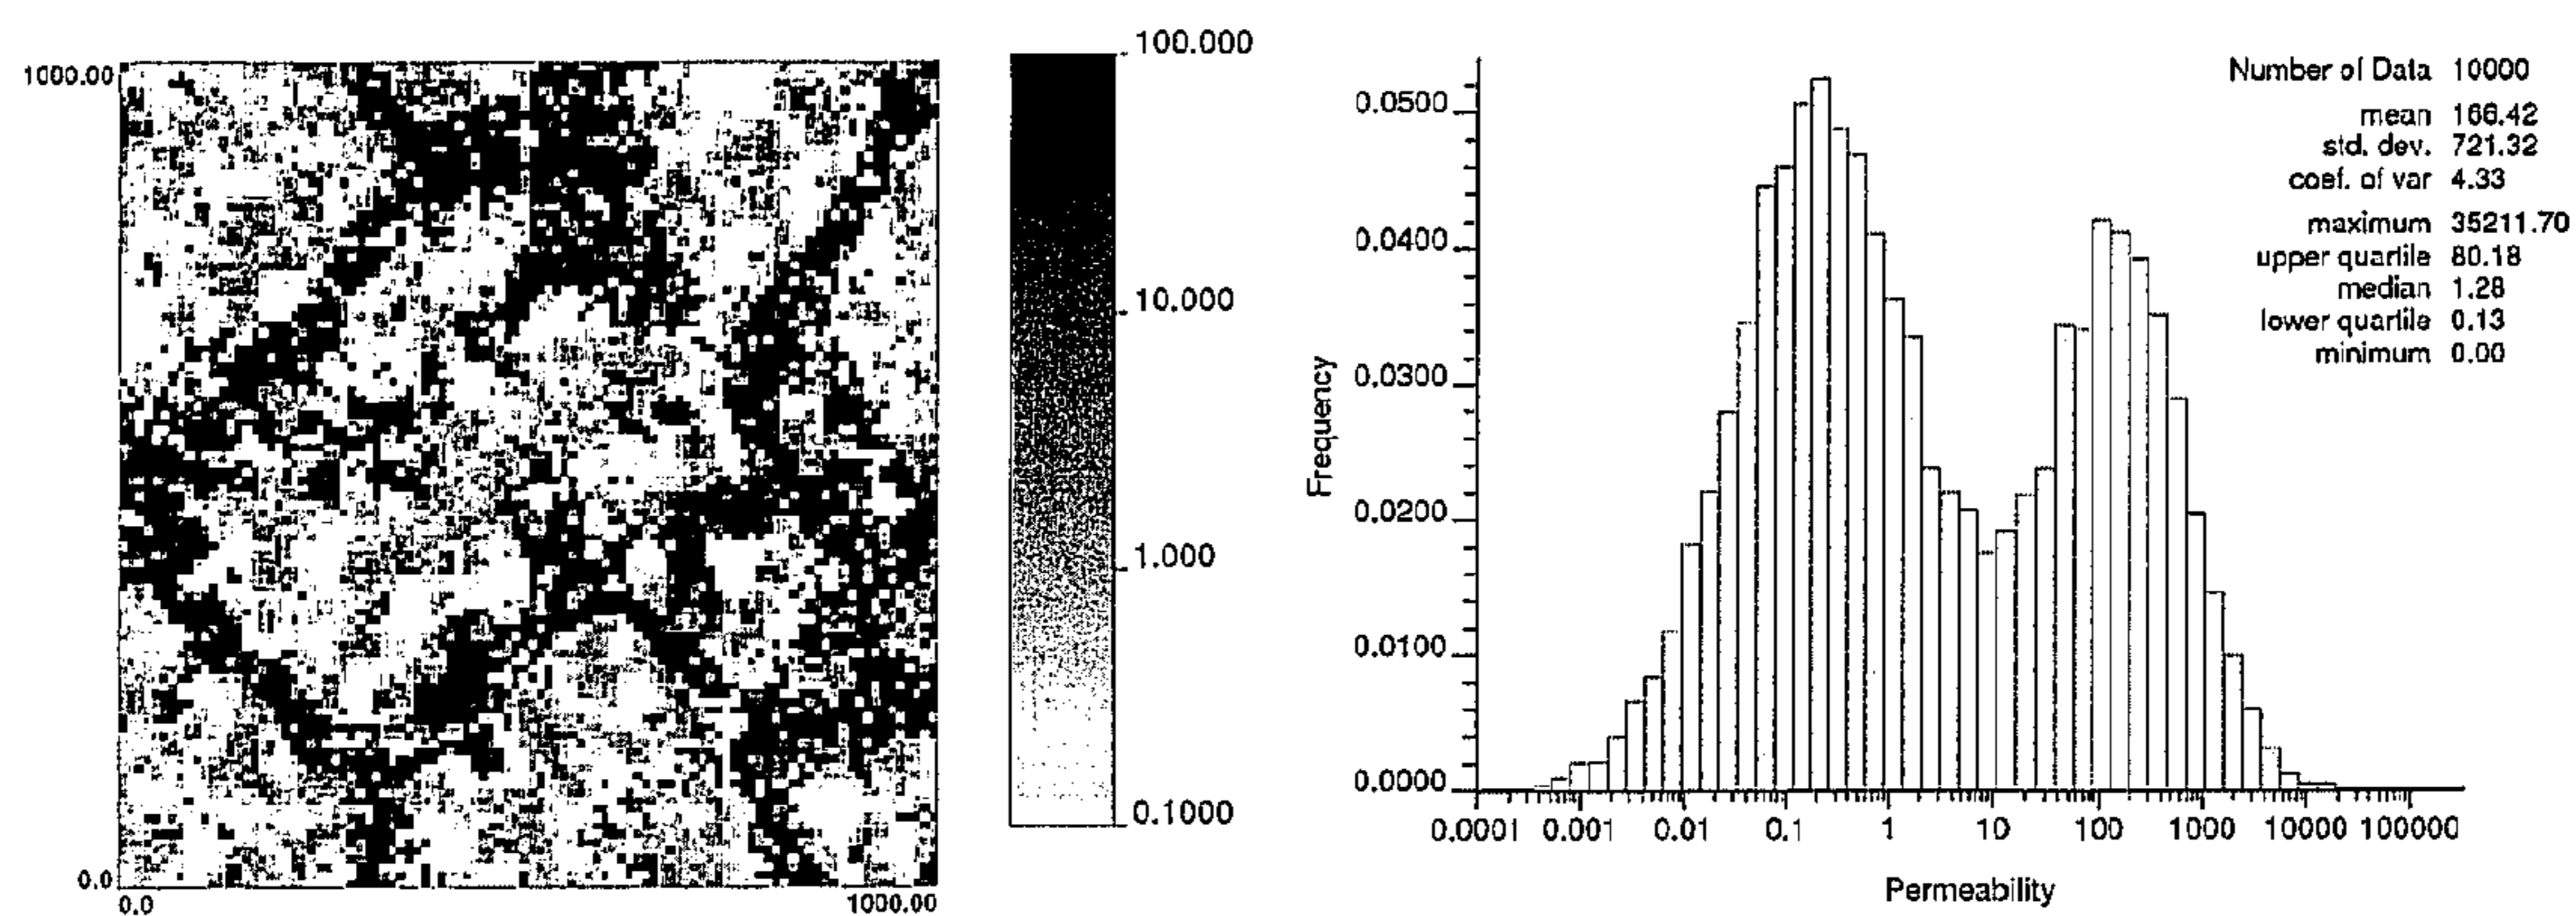 1000.00
0.0
0.0 1000.00
100.000
10.000
1.000
0.1000
Frequency
0.0500
0.0400
0.0300
0.0200
0.0100
0.0000
0.0001 0.001 0.01 0.1 1 10 100 1000 10000 100000
Permeability
Number of Data 10000
mean 166.42
std. dev. 721.32
coef. of var 4.33
maximum 35211.70
upper quartile 80.18
median 1.28
lower quartile 0.13
minimum 0.00